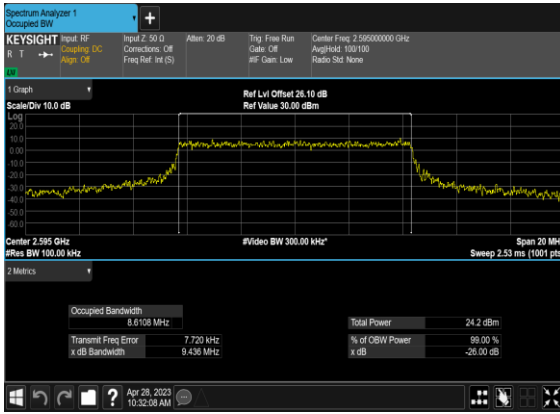 Spectrum Analyzer 1
Occupied BW
+
KEYSIGHT Input: RF Input Z: 50 Ω Atten: 20 dB Trig: Free Run Center Freq: 2.595000000 GHz
R T Coupling: DC Corrections: Off Gate: Off Avg|Hold: 100/100
Align: Off Freq Ref: Int (S) #IF Gain: Low Radio Std: None
LVI
1 Graph
Ref Lvl Offset 26.10 dB
Scale/Div 10.0 dB Ref Value 30.00 dBm
Log
20.0
10.0
0.00
-10.0
-20.0
-30.0
-40.0
-50.0
-60.0
Center 2.595 GHz #Video BW 300.00 kHz* Span 20 MH
#Res BW 100.00 kHz Sweep 2.53 ms (1001 pts
2 Metrics
Occupied Bandwidth
8.6108 MHz
Total Power 24.2 dBm
Transmit Freq Error 7.720 kHz % of OBW Power 99.00 %
x dB Bandwidth 9.436 MHz x dB -26.00 dB
?
Apr 28, 2023
10:32:08 AM